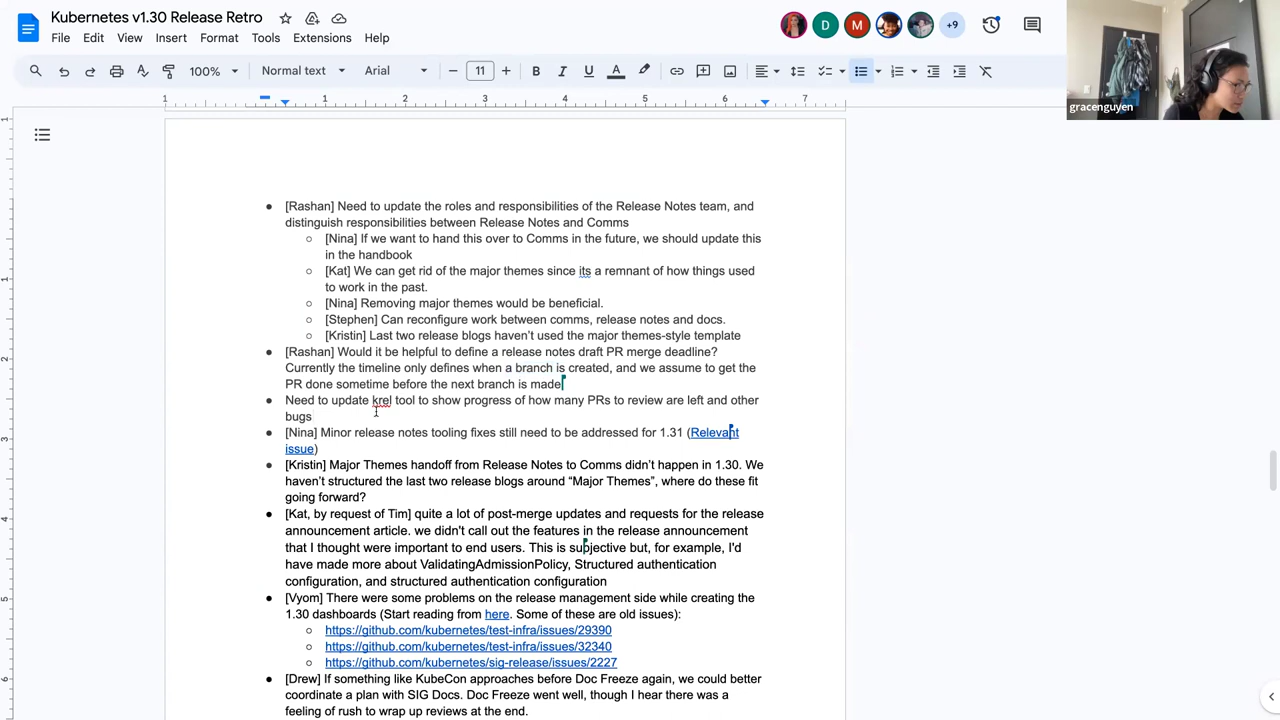 Kubernetes v1.30 Release Retro
File Edit View Insert Format Tools Extensions Help
D M +9
100% Normal text Arial 11
gracenguyen
1 1 2 3 4 5 6 7
[Rashan] Need to update the roles and responsibilities of the Release Notes team, and
distinguish responsibilities between Release Notes and Comms
[Nina] If we want to hand this over to Comms in the future, we should update this
in the handbook
[Kat] We can get rid of the major themes since its a remnant of how things used
to work in the past.
[Nina] Removing major themes would be beneficial.
[Stephen] Can reconfigure work between comms, release notes and docs.
[Kristin] Last two release blogs haven't used the major themes-style template
[Rashan] Would it be helpful to define a release notes draft PR merge deadline?
Currently the timeline only defines when a branch is created, and we assume to get the
PR done sometime before the next branch is made
Need to update krel tool to show progress of how many PRs to review are left and other
bugs
[Nina] Minor release notes tooling fixes still need to be addressed for 1.31 (Relevant
issue)
[Kristin] Major Themes handoff from Release Notes to Comms didn't happen in 1.30. We
haven't structured the last two release blogs around “Major Themes”, where do these fit
going forward?
[Kat, by request of Tim] quite a lot of post-merge updates and requests for the release
announcement article. we didn't call out the features in the release announcement
that I thought were important to end users. This is subjective but, for example, I'd
have made more about ValidatingAdmissionPolicy, Structured authentication
configuration, and structured authentication configuration
[Vyom] There were some problems on the release management side while creating the
1.30 dashboards (Start reading from here. Some of these are old issues):
https://github.com/kubernetes/test-infra/issues/29390
https://github.com/kubernetes/test-infra/issues/32340
https://github.com/kubernetes/sig-release/issues/2227
[Drew] If something like KubeCon approaches before Doc Freeze again, we could better
coordinate a plan with SIG Docs. Doc Freeze went well, though I hear there was a
feeling of rush to wrap up reviews at the end.